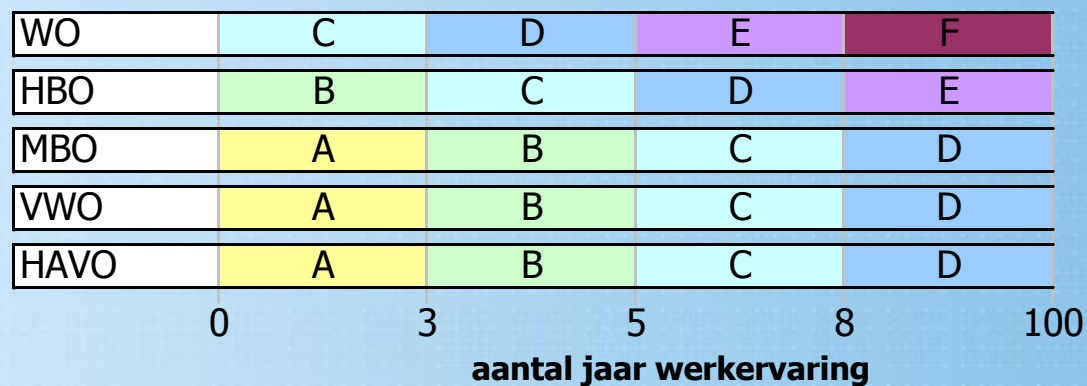 WO C D E F
HBO B C D E
MBO A B C D
VWO A B C D
HAVO A B C D
0 3 5 8 100
aantal jaar werkervaring